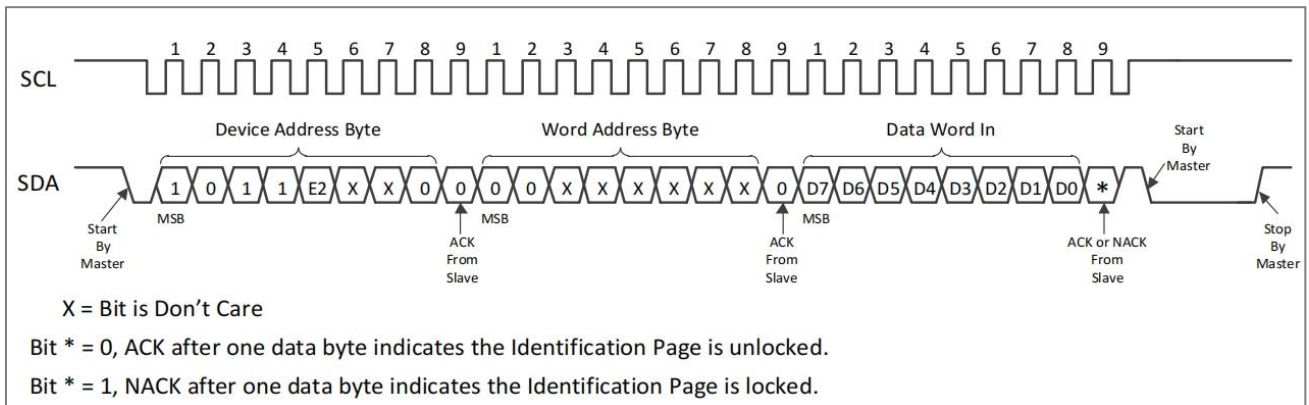 1 2 3 4 5 6 7 8 9 1 2 3 4 5 6 7 8 9 1 2 3 4 5 6 7 8 9
SCL
Device Address Byte Word Address Byte Data Word In
Start
By
Master
SDA
1 0 1 1 E2 X X 0 0 0 0 X X X X X X 0 D7 D6 D5 D4 D3 D2 D1 D0 *
MSB MSB MSB
Start
By
Master
ACK
From
Slave
ACK
From
Slave
ACK or NACK
From
Slave
Stop
By
Master
X = Bit is Don't Care
Bit * = 0, ACK after one data byte indicates the Identification Page is unlocked.
Bit * = 1, NACK after one data byte indicates the Identification Page is locked.